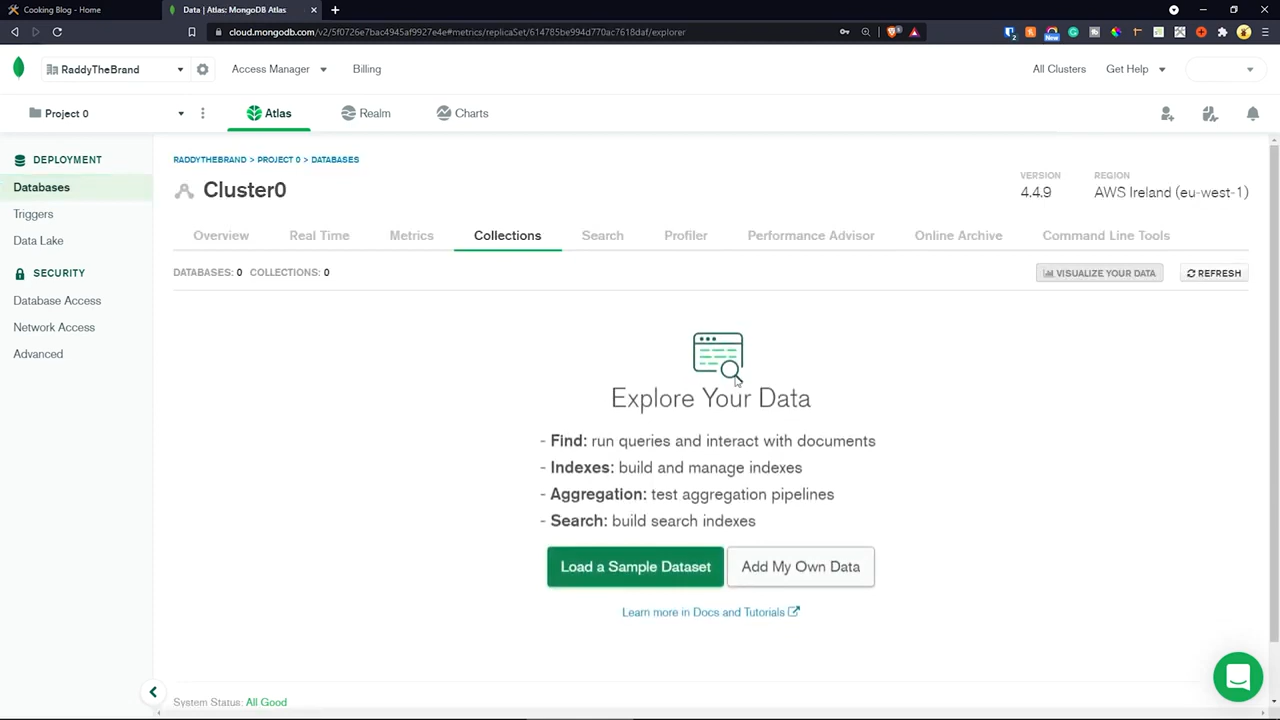 Cooking Blog - Home
Data | Atlas: MongoDB Atlas
cloud.mongodb.com/v2/5f0726e7bac4945af9927e4e#metrics/replicaSet/614785be994d770ac7618daf/explorer
RaddyTheBrand
Access Manager
Billing
All Clusters
Get Help
Project 0
Atlas
Realm
Charts
DEPLOYMENT
Databases
Triggers
Data Lake
SECURITY
Database Access
Network Access
Advanced
RADDYTHEBRAND > PROJECT 0 > DATABASES
Cluster0
VERSION
4.4.9
REGION
AWS Ireland (eu-west-1)
Overview
Real Time
Metrics
Collections
Search
Profiler
Performance Advisor
Online Archive
Command Line Tools
DATABASES: 0 COLLECTIONS: 0
VISUALIZE YOUR DATA
REFRESH
Explore Your Data
- Find: run queries and interact with documents
- Indexes: build and manage indexes
- Aggregation: test aggregation pipelines
- Search: build search indexes
Load a Sample Dataset
Add My Own Data
Learn more in Docs and Tutorials
System Status: All Good